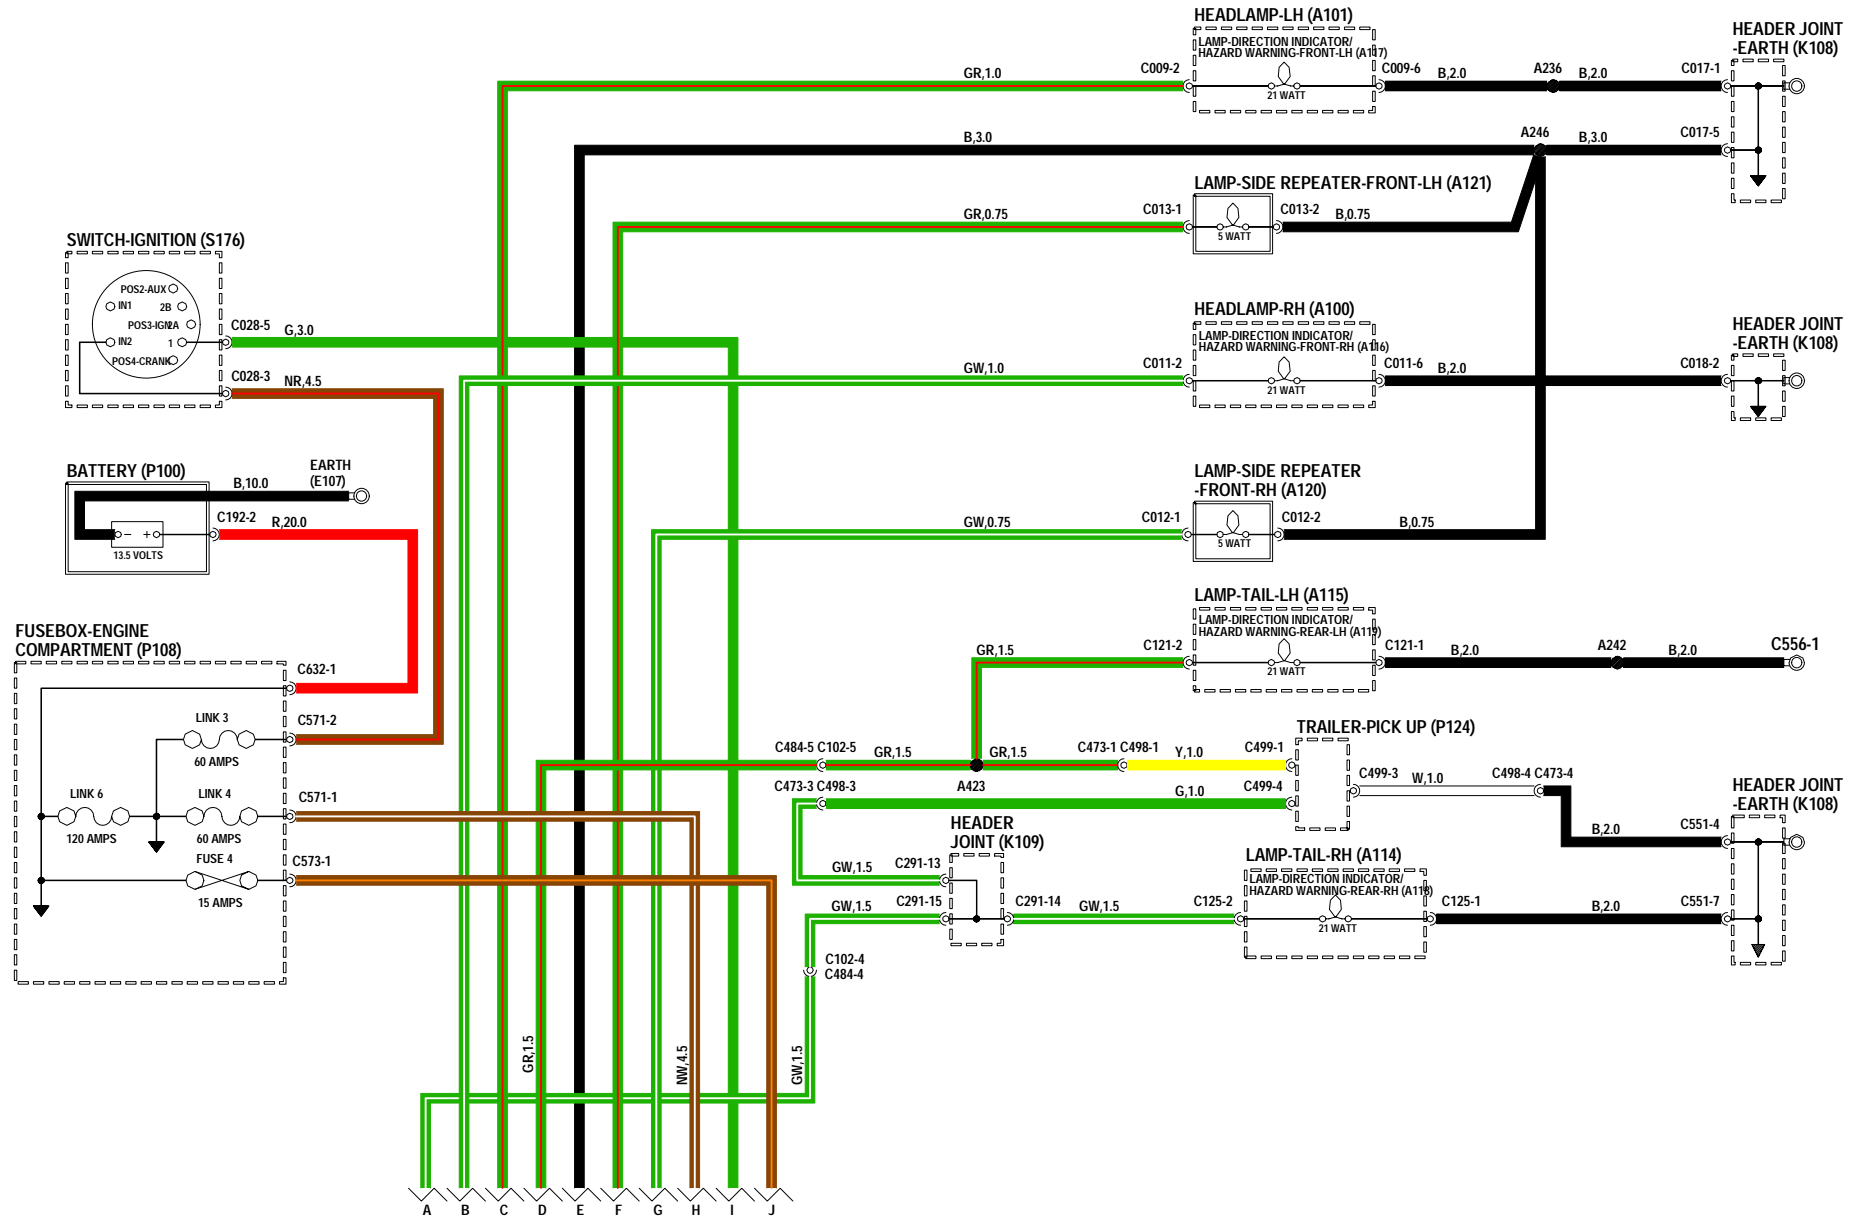 HEADLAMP-LH (A101)
LAMP-DIRECTION INDICATOR/
HAZARD WARNING-FRONT-LH (A117)
21 WATT
HEADER JOINT
-EARTH (K108)
GR,1.0
C009-2
C009-6
B,2.0
A236
B,2.0
C017-1
B,3.0
A246
B,3.0
C017-5
LAMP-SIDE REPEATER-FRONT-LH (A121)
GR,0.75
C013-1
5 WATT
C013-2
B,0.75
SWITCH-IGNITION (S176)
POS2-AUX
IN1
2B
POS3-IGN
2A
IN2
1
POS4-CRANK
C028-5
G,3.0
C028-3
NR,4.5
HEADLAMP-RH (A100)
LAMP-DIRECTION INDICATOR/
HAZARD WARNING-FRONT-RH (A116)
21 WATT
HEADER JOINT
-EARTH (K108)
GW,1.0
C011-2
C011-6
B,2.0
C018-2
BATTERY (P100)
EARTH
(E107)
B,10.0
C192-2
R,20.0
- +
13.5 VOLTS
LAMP-SIDE REPEATER
-FRONT-RH (A120)
GW,0.75
C012-1
5 WATT
C012-2
B,0.75
FUSEBOX-ENGINE
COMPARTMENT (P108)
C632-1
LINK 3
60 AMPS
C571-2
LINK 6
120 AMPS
LINK 4
60 AMPS
C571-1
FUSE 4
15 AMPS
C573-1
LAMP-TAIL-LH (A115)
LAMP-DIRECTION INDICATOR/
HAZARD WARNING-REAR-LH (A119)
21 WATT
GR,1.5
C121-2
C121-1
B,2.0
A242
B,2.0
C556-1
TRAILER-PICK UP (P124)
C484-5 C102-5
GR,1.5
GR,1.5
C473-1 C498-1
Y,1.0
C499-1
C473-3 C498-3
A423
G,1.0
C499-4
C499-3
W,1.0
C498-4 C473-4
HEADER JOINT
-EARTH (K108)
B,2.0
C551-4
HEADER
JOINT (K109)
GW,1.5
C291-13
GW,1.5
C291-15
C291-14
GW,1.5
C125-2
LAMP-TAIL-RH (A114)
LAMP-DIRECTION INDICATOR/
HAZARD WARNING-REAR-RH (A118)
21 WATT
C125-1
B,2.0
C551-7
C102-4
C484-4
GR,1.5
NW,4.5
GW,1.5
A B C D E F G H I J